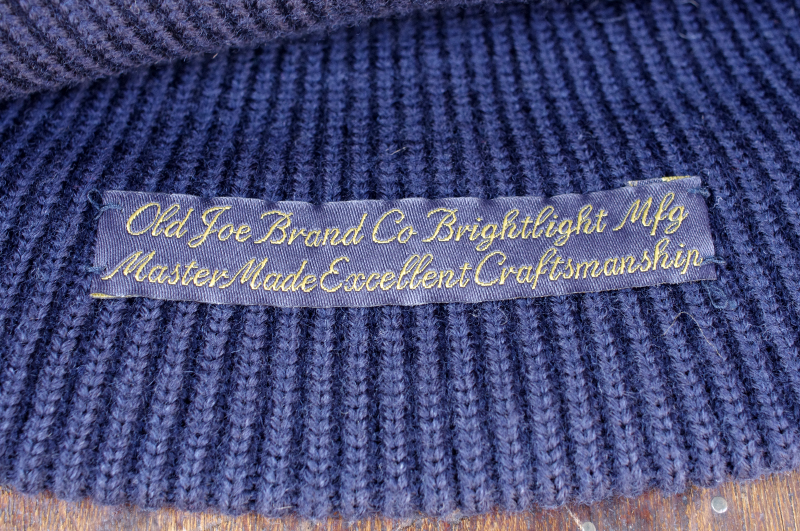 Old Joe Brand Co Brightlight Mfg
Master Made Excellent Craftsmanship